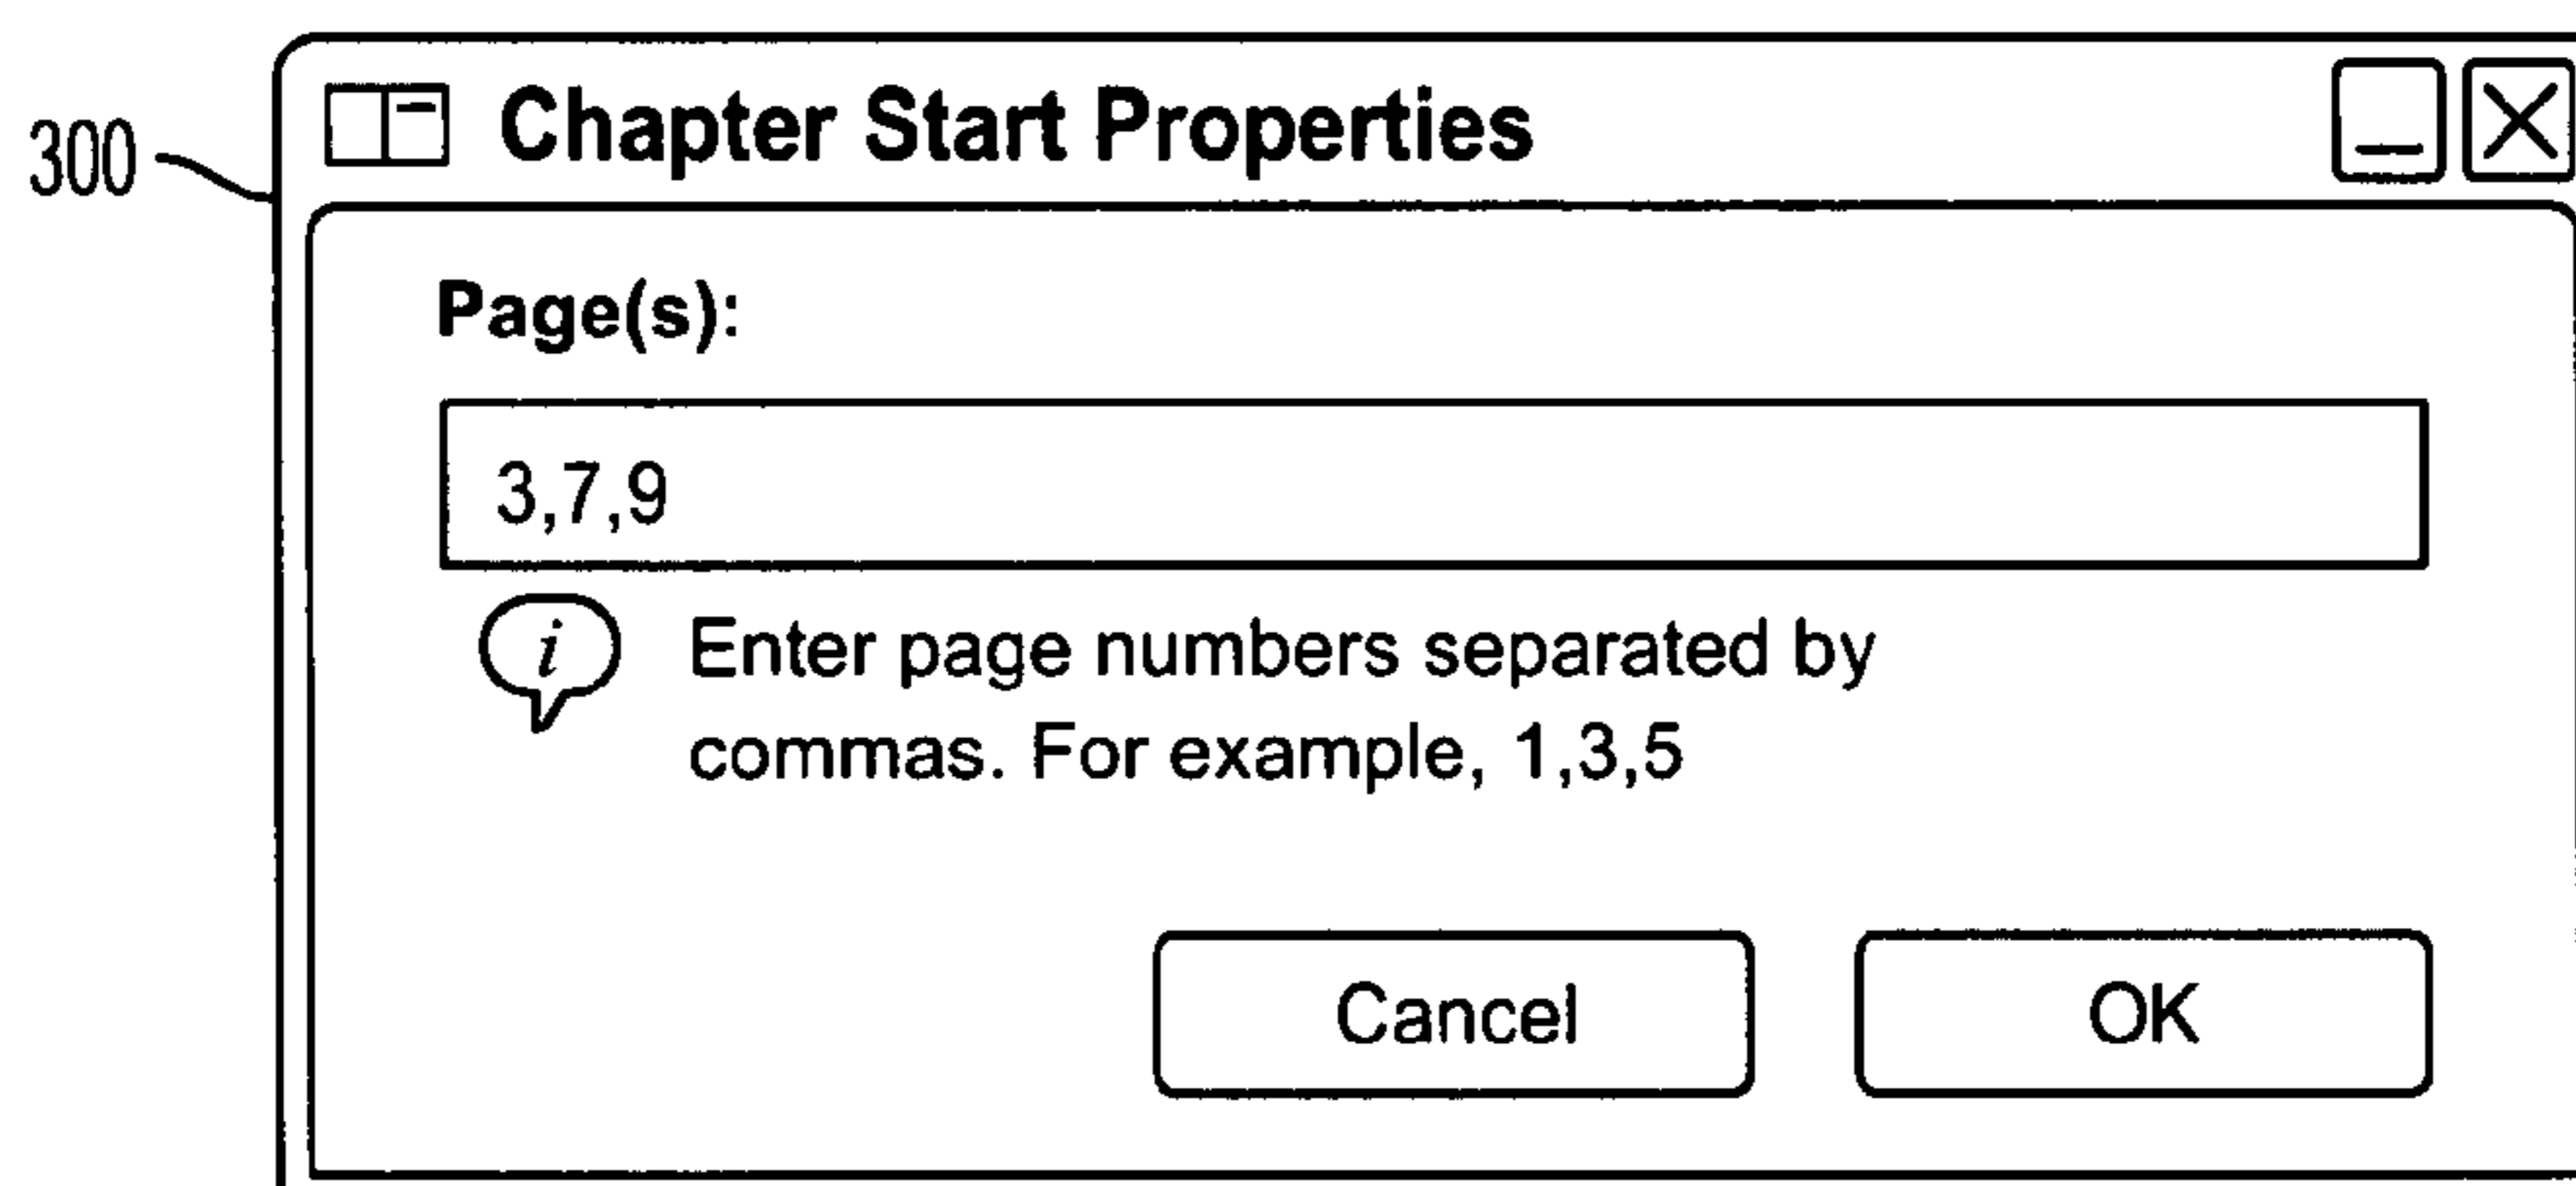 300
Chapter Start Properties
Page(s):
3,7,9
i
Enter page numbers separated by
commas. For example, 1,3,5
Cancel
OK